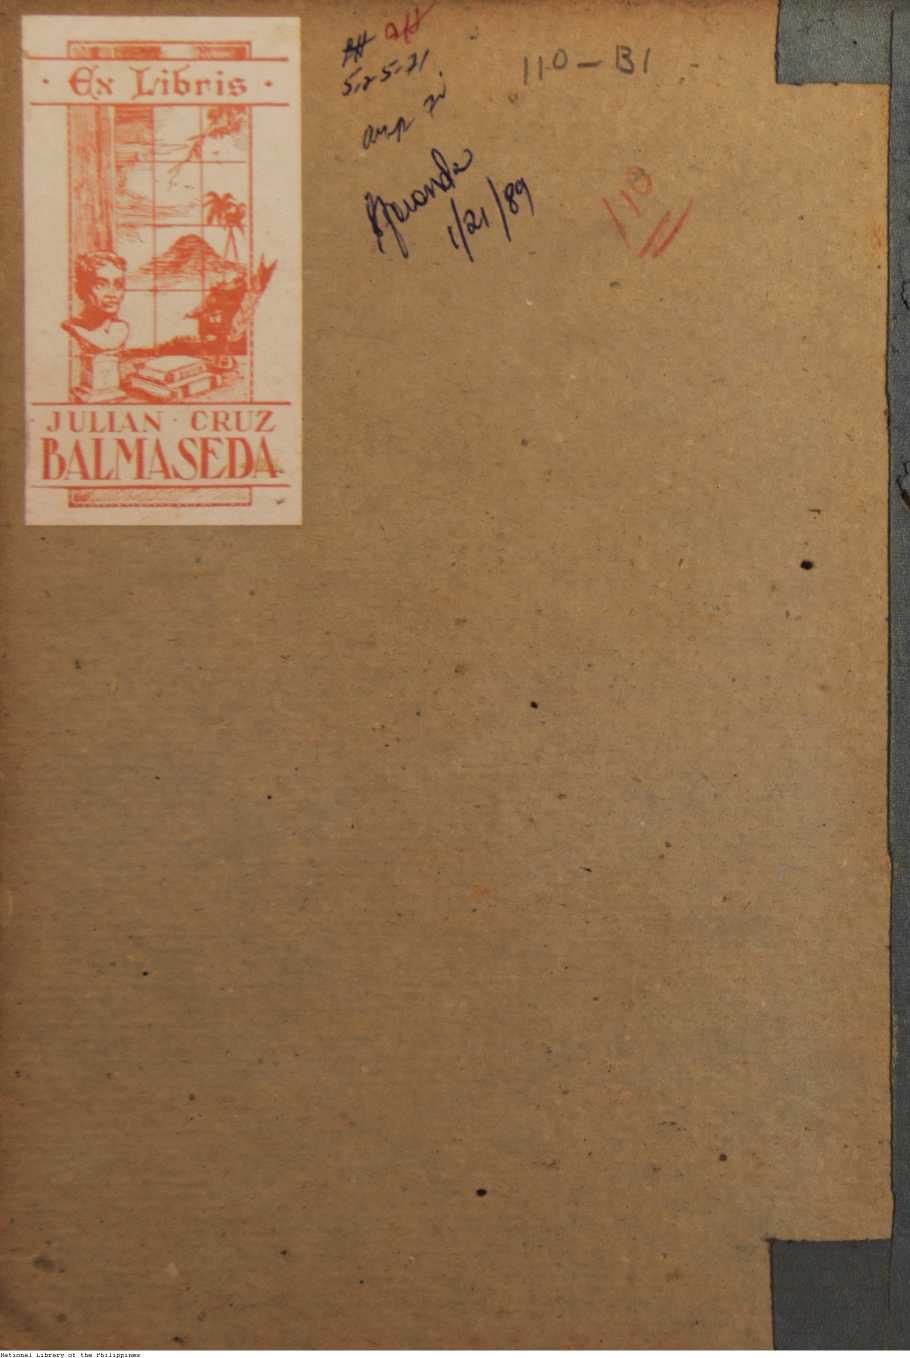 · Ex Libris ·
JULIAN · CRUZ
BALMASEDA
5-25-71
110-B1
1/21/89
110
National Library of the Philippines